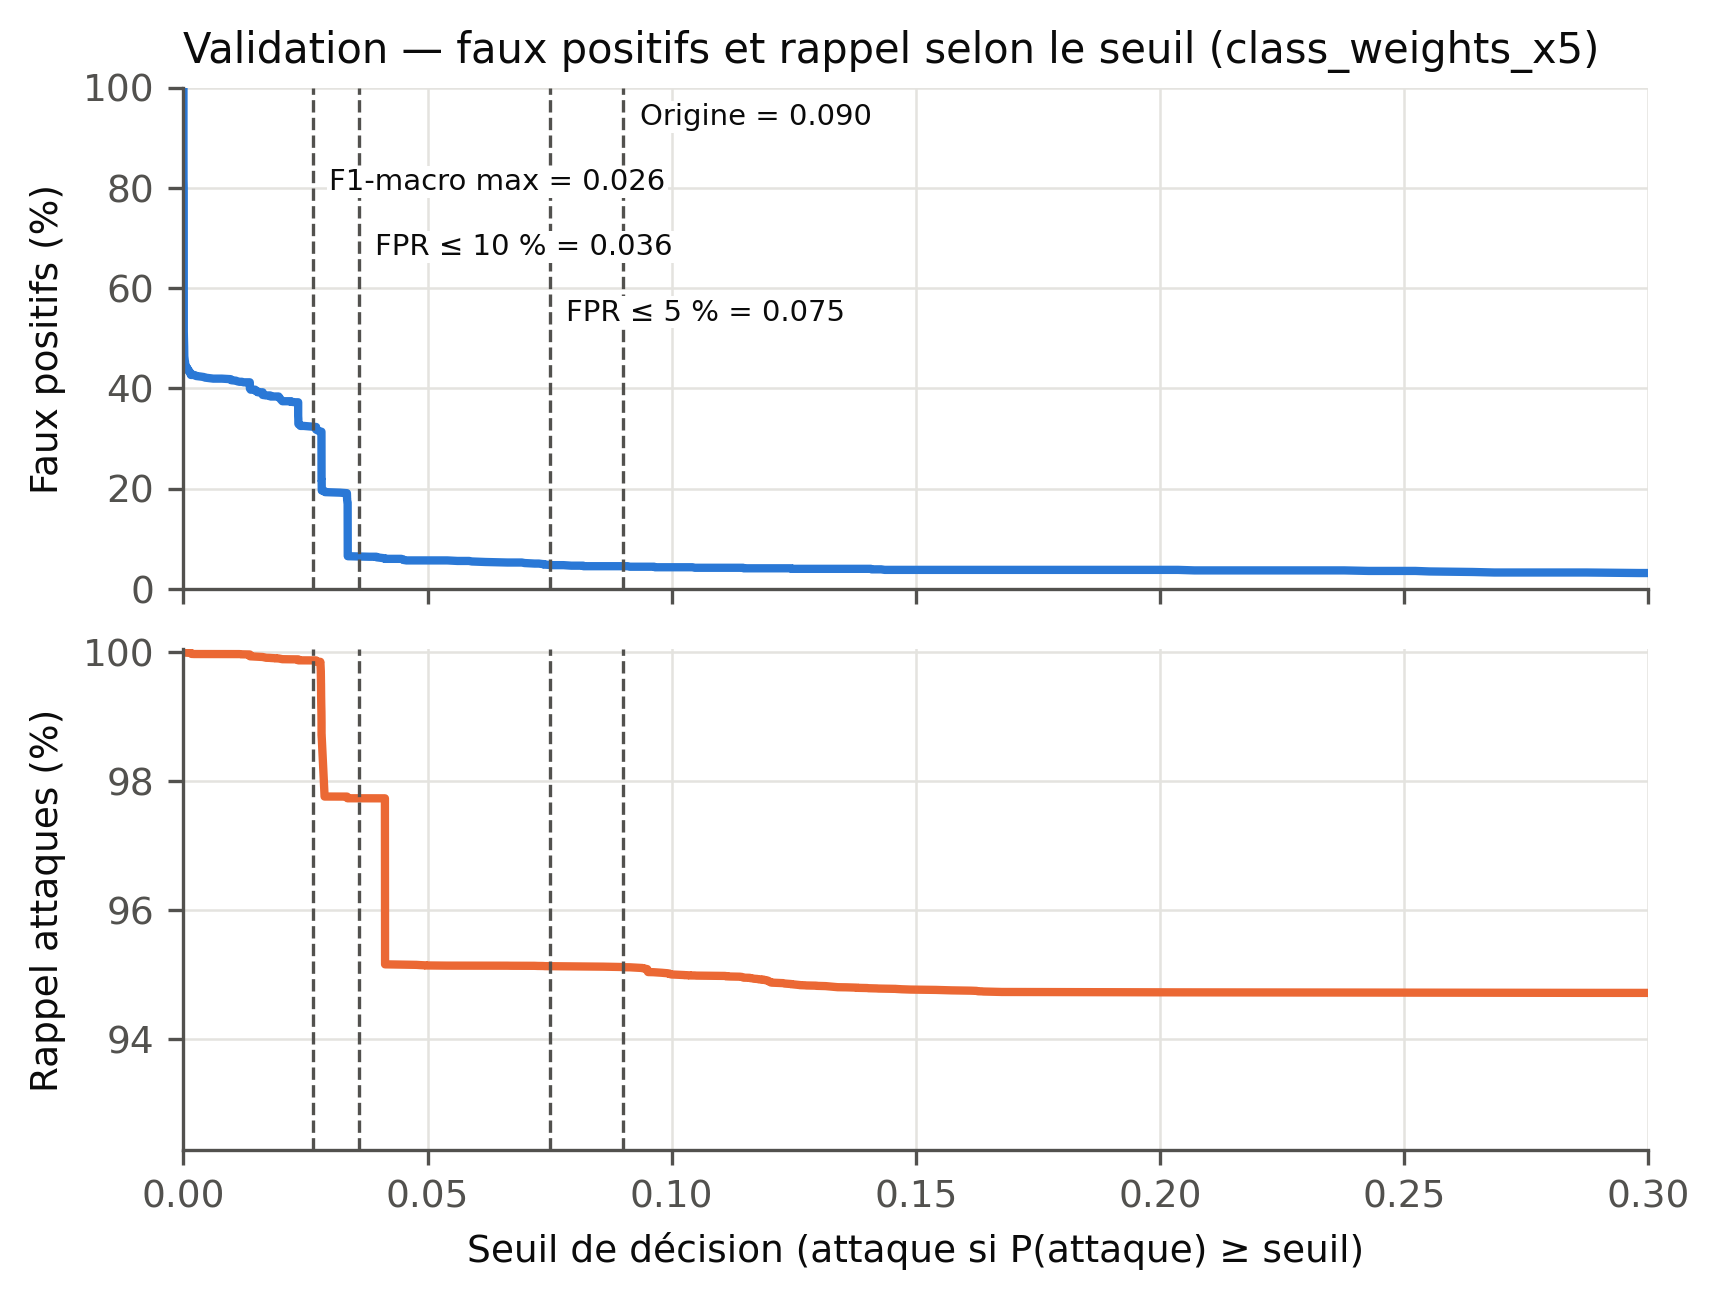 Validation — faux positifs et rappel selon le seuil (class_weights_x5)
Faux positifs (%)
100
80
60
40
20
0
Origine = 0.090
F1-macro max = 0.026
FPR ≤ 10 % = 0.036
FPR ≤ 5 % = 0.075
Rappel attaques (%)
100
98
96
94
0.00 0.05 0.10 0.15 0.20 0.25 0.30
Seuil de décision (attaque si P(attaque) ≥ seuil)